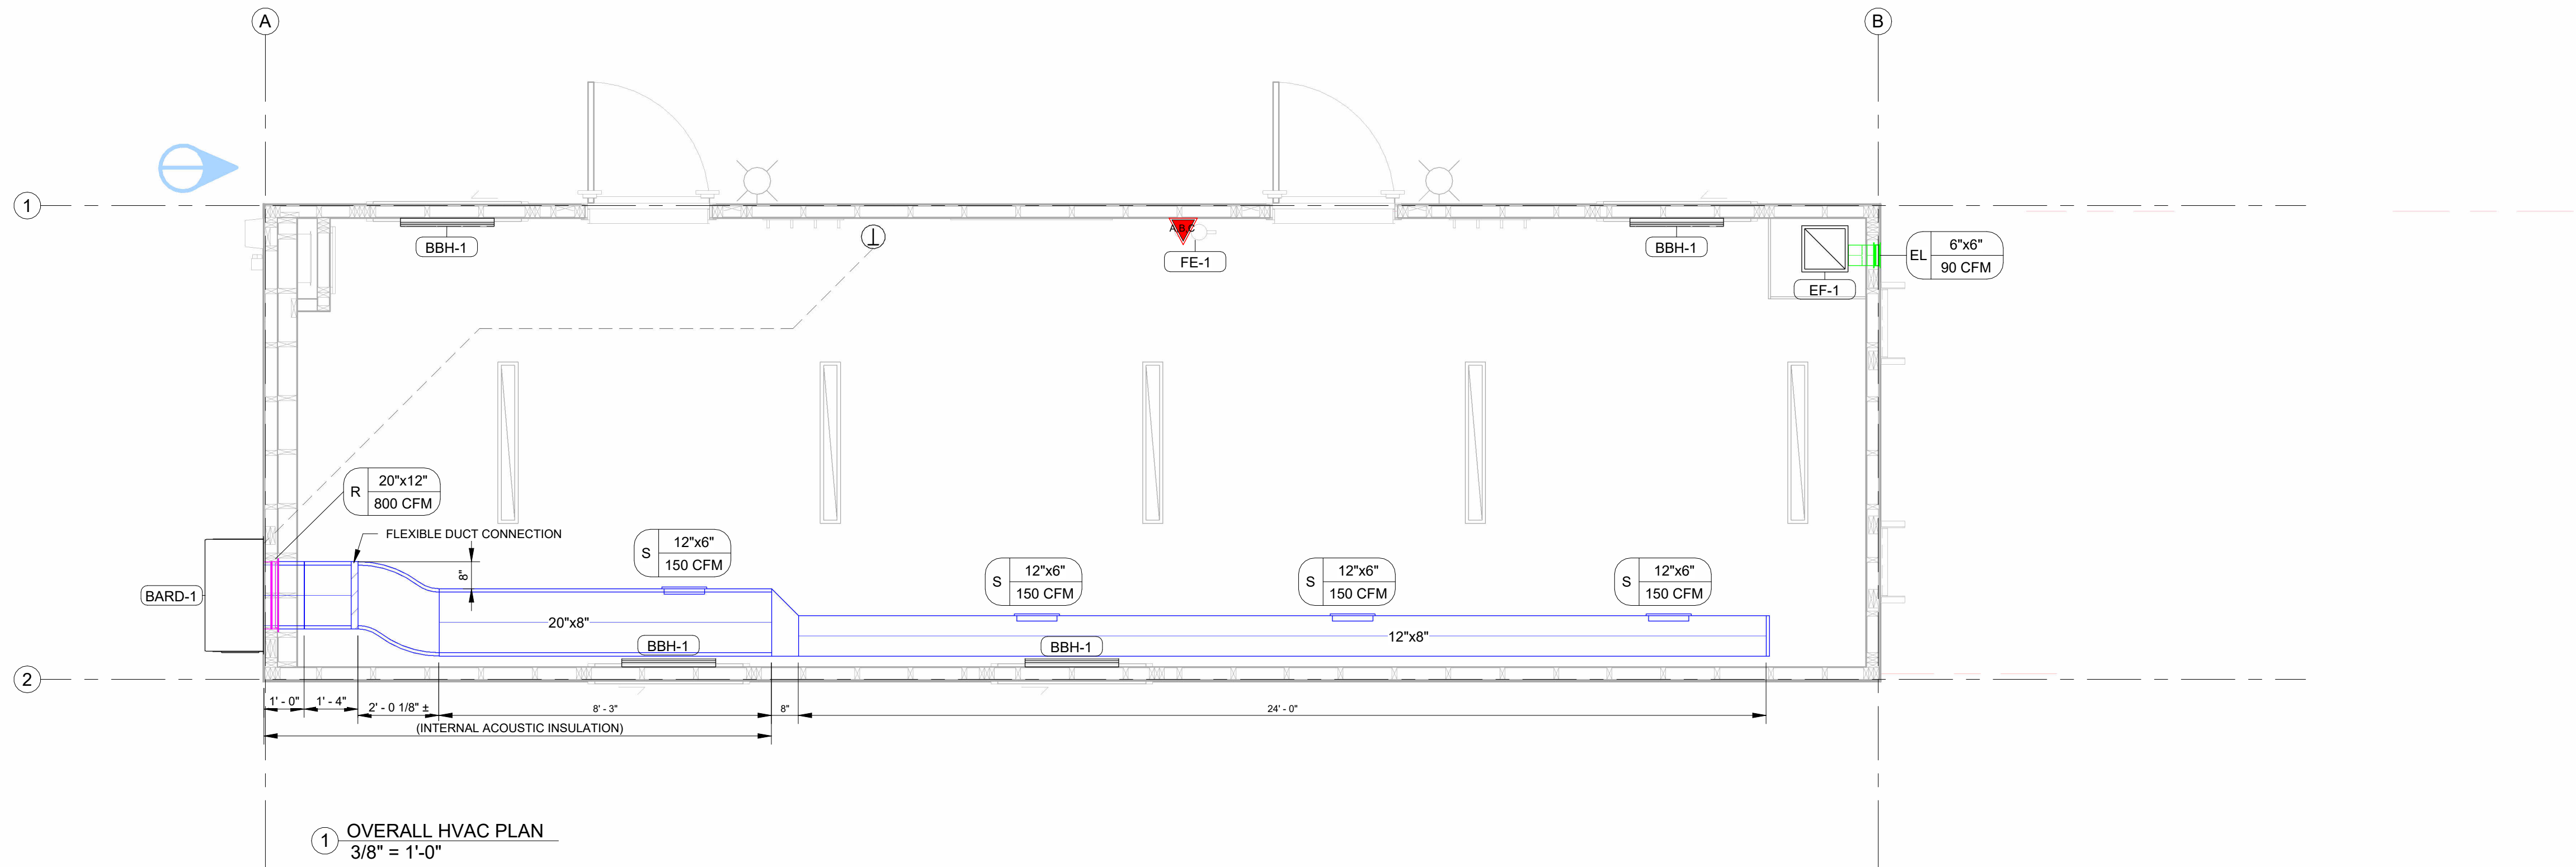 A
B
1
BBH-1
A,B,C
FE-1
BBH-1
EL
6"x6"
90 CFM
EF-1
R
20"x12"
800 CFM
FLEXIBLE DUCT CONNECTION
S
12"x6"
150 CFM
S
12"x6"
150 CFM
S
12"x6"
150 CFM
S
12"x6"
150 CFM
8"
BARD-1
20"x8"
12"x8"
BBH-1
BBH-1
2
1' - 0"
1' - 4"
2' - 0 1/8" ±
8' - 3"
8"
24' - 0"
(INTERNAL ACOUSTIC INSULATION)
1
OVERALL HVAC PLAN
3/8" = 1'-0"